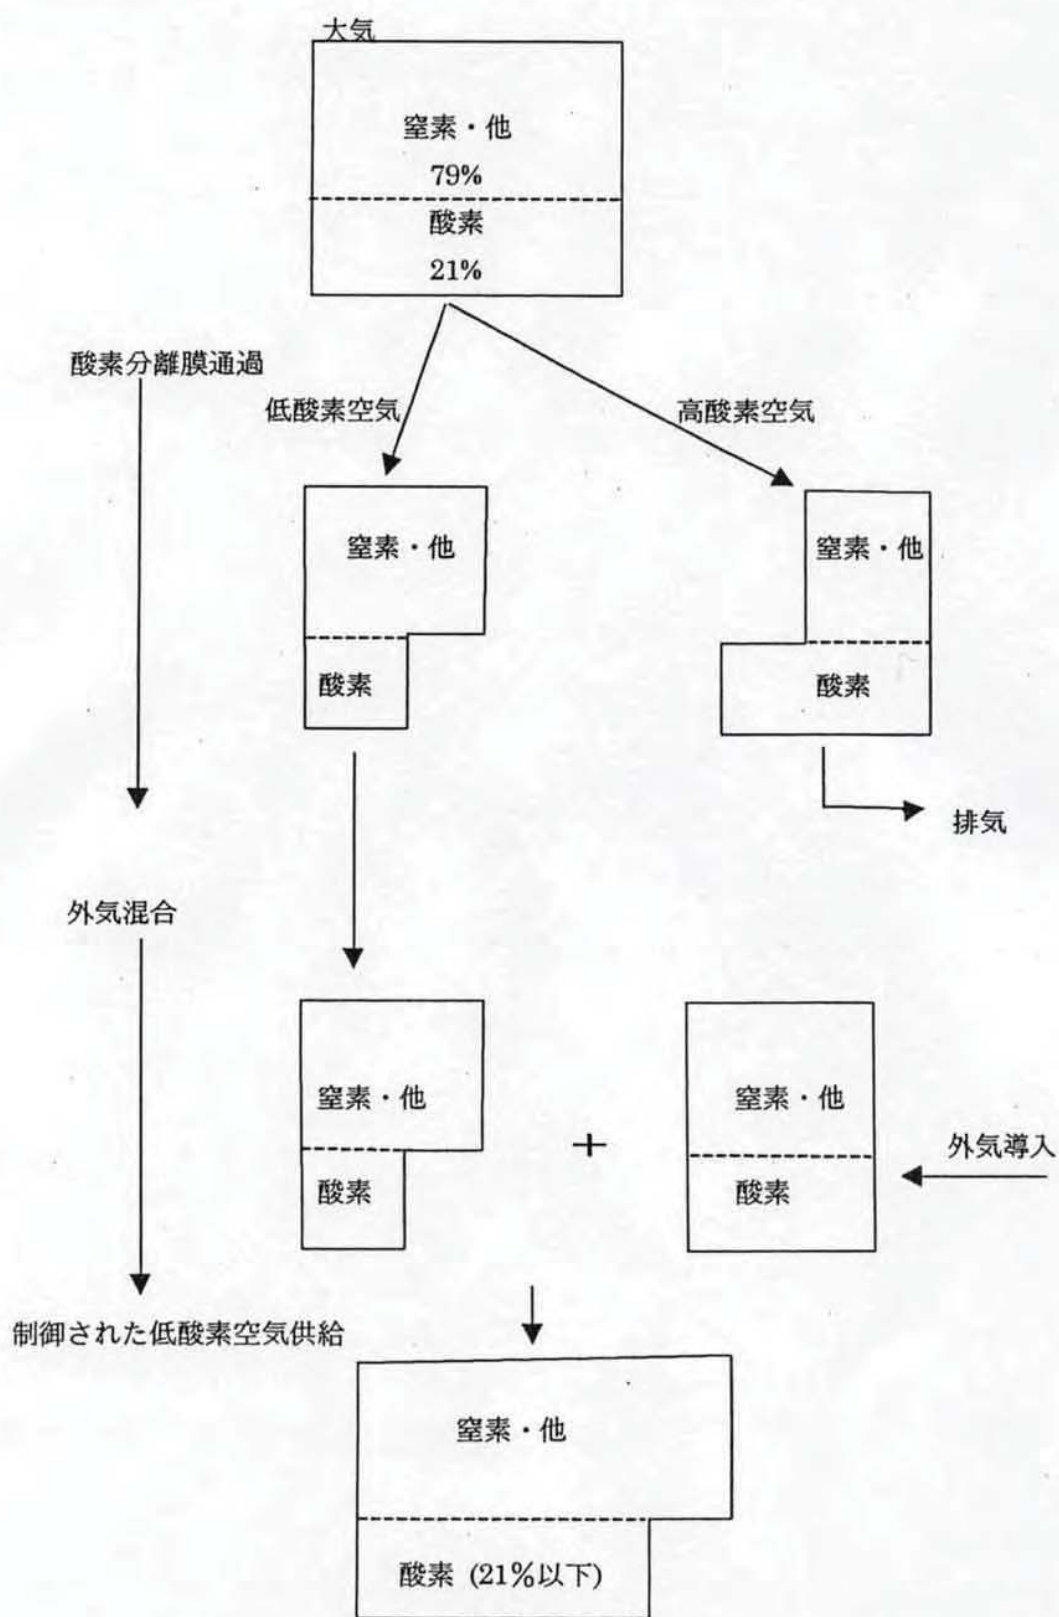 大気
窒素・他
79%
酸素
21%
酸素分離膜通過
低酸素空気
高酸素空気
窒素・他
酸素
窒素・他
酸素
排気
外気混合
窒素・他
酸素
+
窒素・他
酸素
外気導入
制御された低酸素空気供給
窒素・他
酸素 (21%以下)